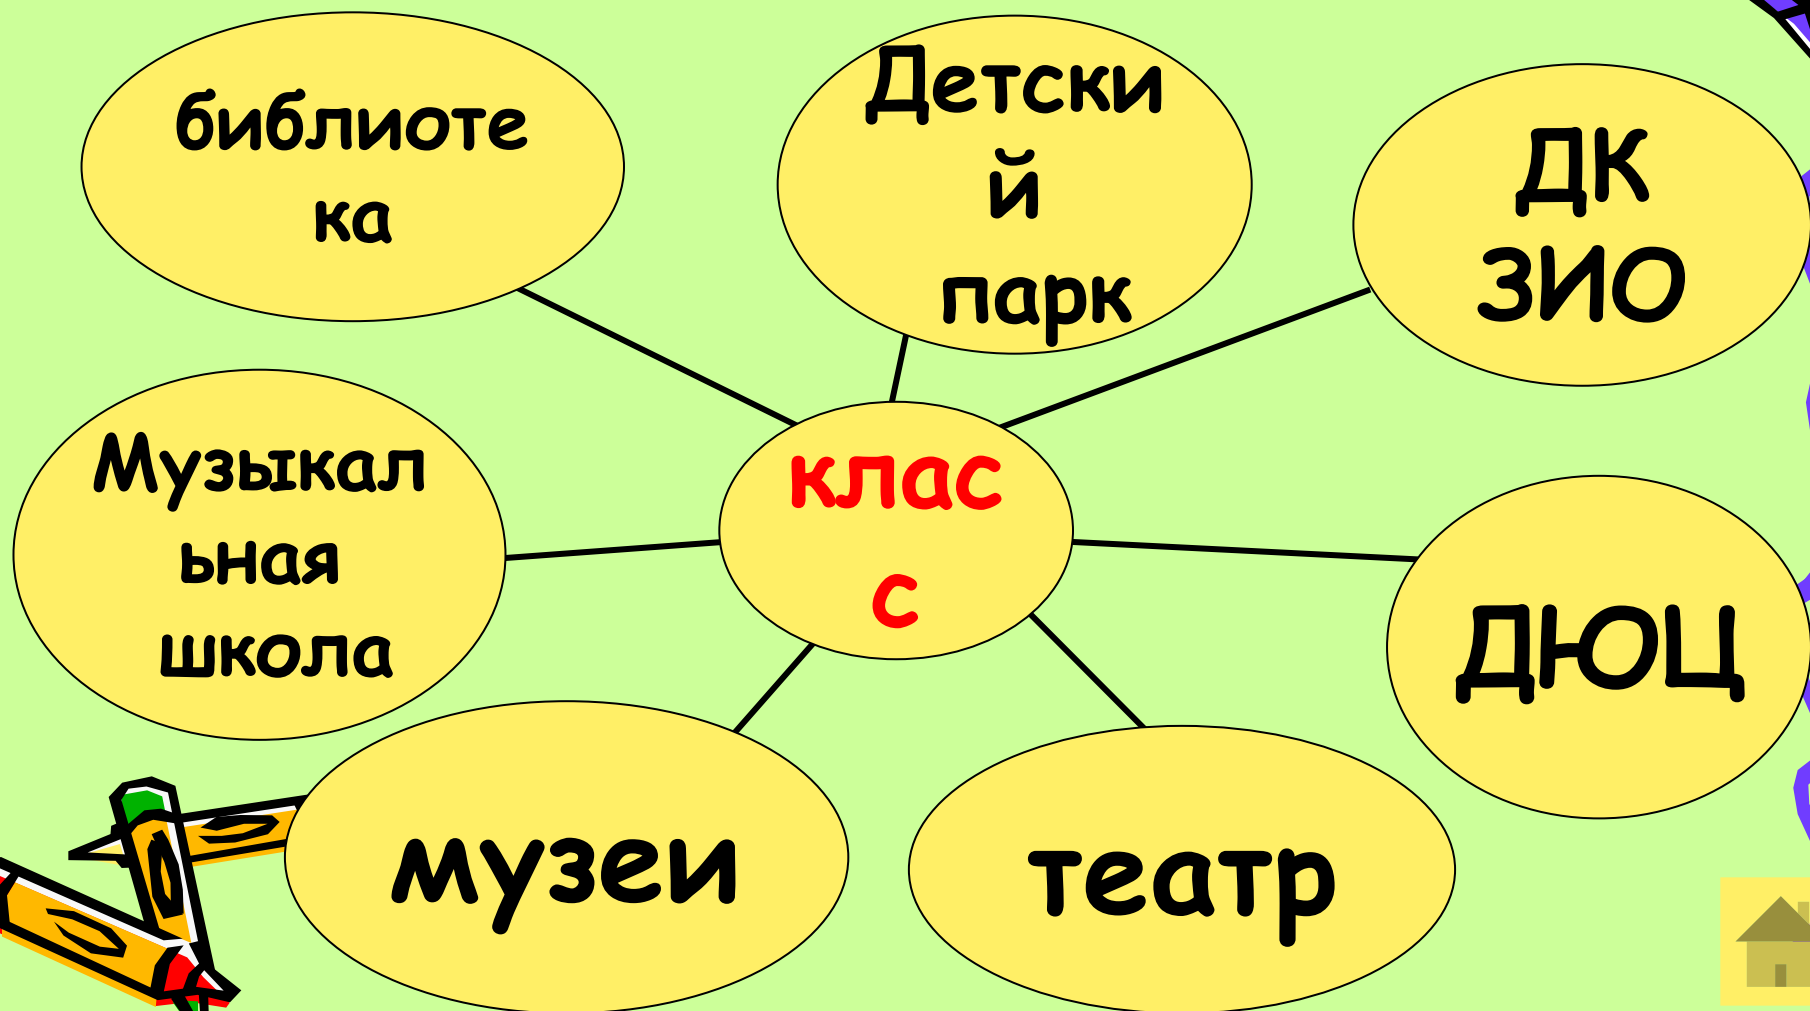 библиоте
ка
Детски
й
парк
ДК
ЗИО
Музыкал
ьная
школа
клас
с
ДЮЦ
музеи
театр